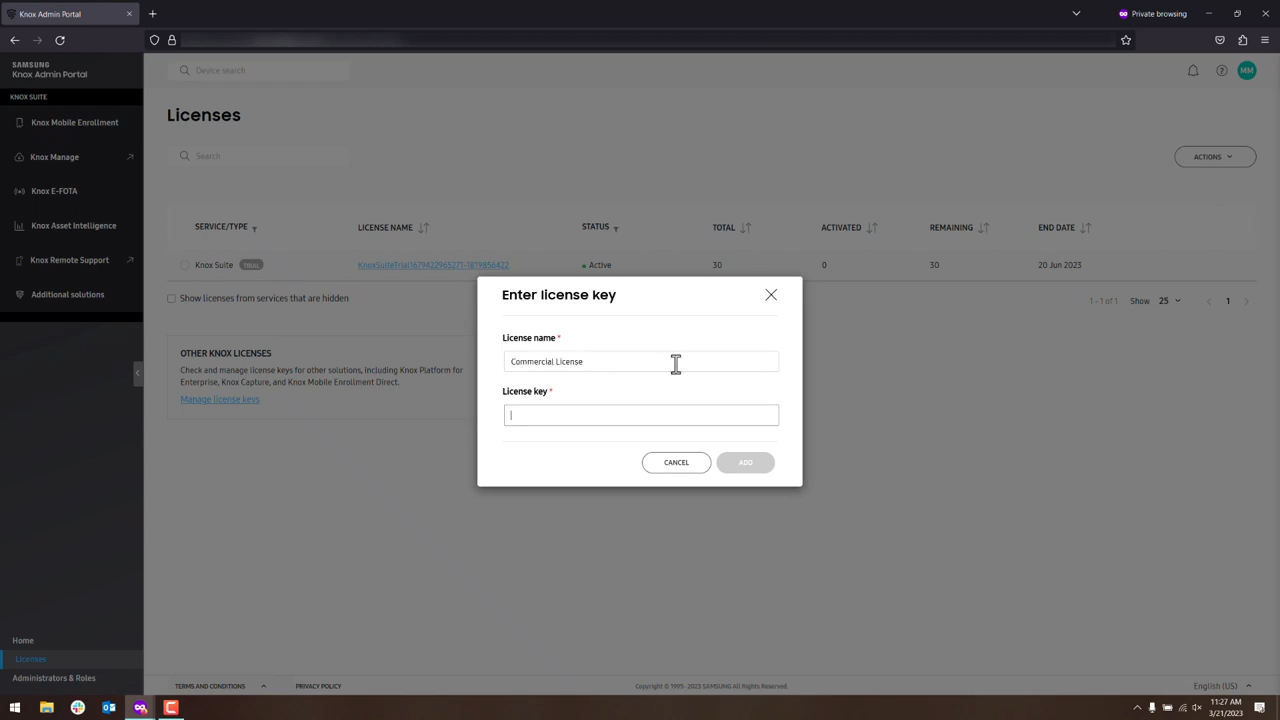 Knox Admin Portal
Private browsing
SAMSUNG
Knox Admin Portal
Device search
MM
KNOX SUITE
Knox Mobile Enrollment
Knox Manage
Knox E-FOTA
Knox Asset Intelligence
Knox Remote Support
Additional solutions
Licenses
Search
ACTIONS
SERVICE/TYPE LICENSE NAME STATUS TOTAL ACTIVATED REMAINING END DATE
Knox Suite TRIAL KnoxSuiteTrial1679422965271-1819856422 Active 30 0 30 20 Jun 2023
Show licenses from services that are hidden
1 - 1 of 1 Show 25 1
OTHER KNOX LICENSES
Check and manage license keys for other solutions, including Knox Platform for
Enterprise, Knox Capture, and Knox Mobile Enrollment Direct.
Manage license keys
Enter license key
License name *
Commercial License
License key *
CANCEL ADD
Home
Licenses
Administrators & Roles
TERMS AND CONDITIONS PRIVACY POLICY Copyright © 1995-2023 SAMSUNG All Rights Reserved. English (US)
11:27 AM
3/21/2023